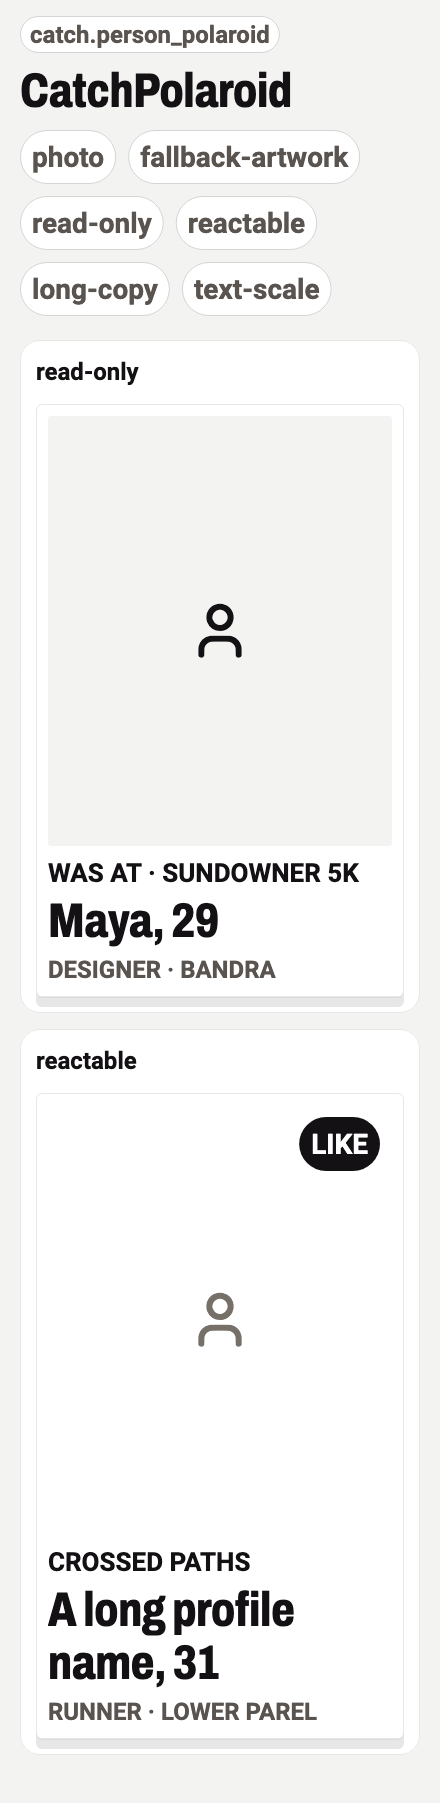 catch.person_polaroid
CatchPolaroid
photo fallback-artwork
read-only reactable
long-copy text-scale
read-only
WAS AT · SUNDOWNER 5K
Maya, 29
DESIGNER · BANDRA
reactable
LIKE
CROSSED PATHS
A long profile
name, 31
RUNNER · LOWER PAREL